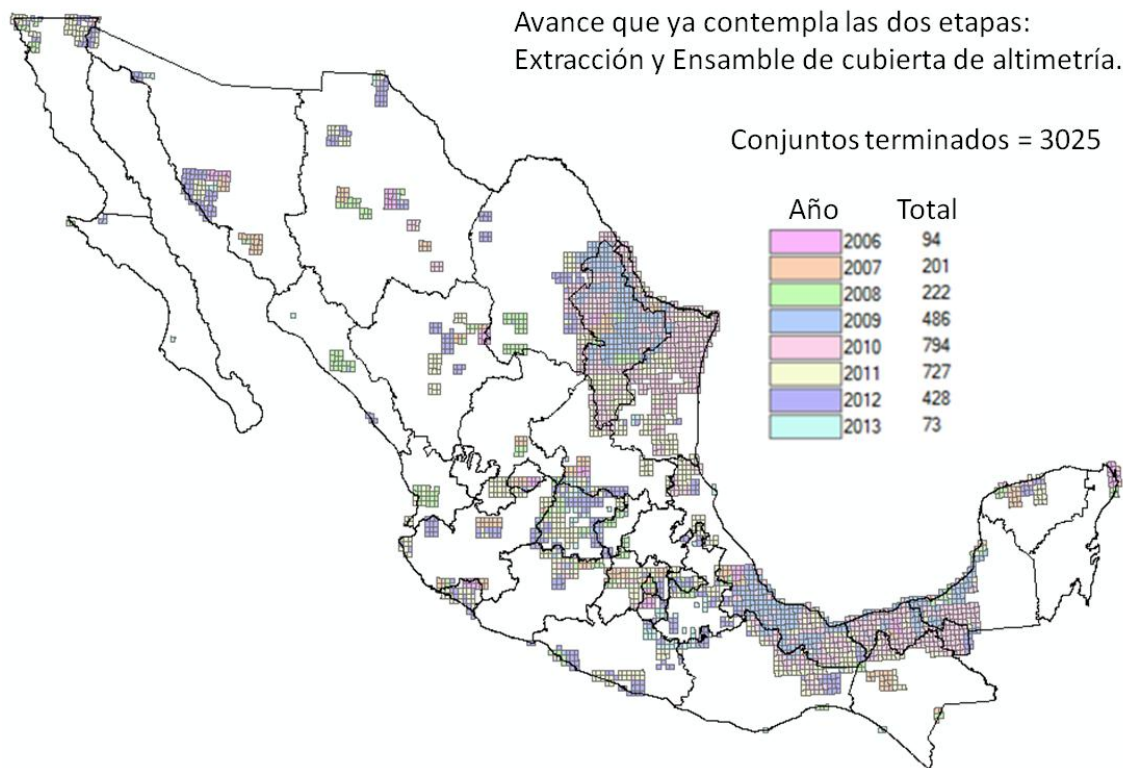 Avance que ya contempla las dos etapas:
Extracción y Ensamble de cubierta de altimetría.
Conjuntos terminados = 3025
Año Total
2006 94
2007 201
2008 222
2009 486
2010 794
2011 727
2012 428
2013 73